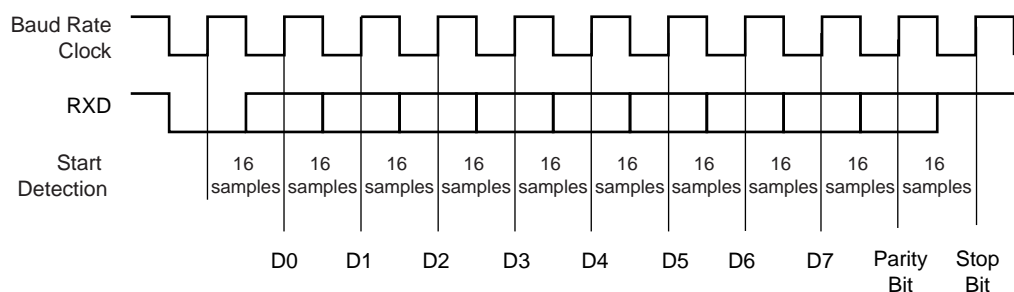 Baud Rate
Clock
RXD
Start
Detection
16 16 16 16 16 16 16 16 16 16
samples samples samples samples samples samples samples samples samples samples
D0 D1 D2 D3 D4 D5 D6 D7 Parity Stop
Bit Bit